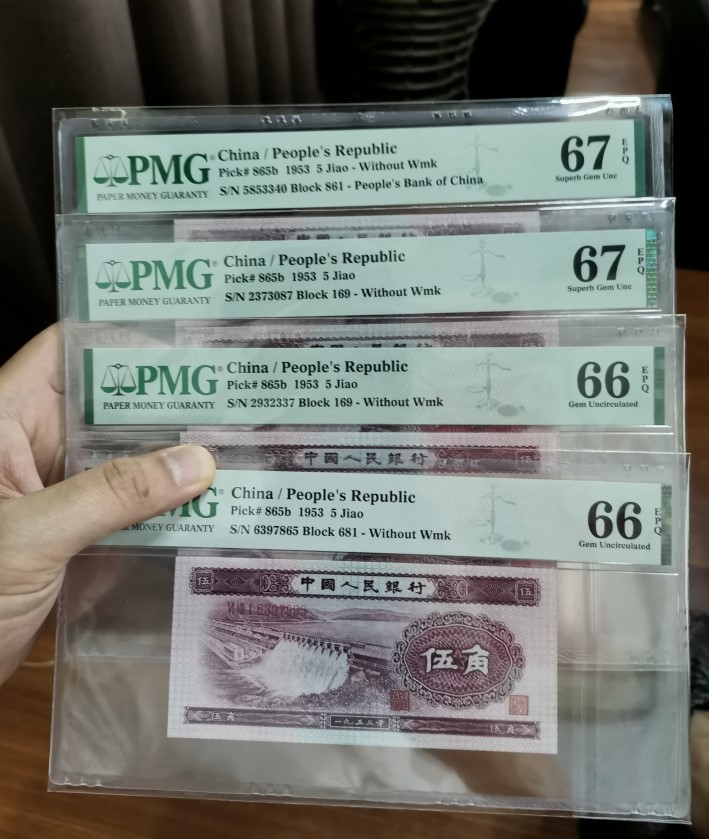 PMG
PAPER MONEY GUARANTY
China / People's Republic
Pick# 865b 1953 5 Jiao - Without Wmk
S/N 5853340 Block 861 - People's Bank of China
67
EPQ
Superb Gem Unc
PMG
PAPER MONEY GUARANTY
China / People's Republic
Pick# 865b 1953 5 Jiao
S/N 2373087 Block 169 - Without Wmk
67
EPQ
Superb Gem Unc
PMG
PAPER MONEY GUARANTY
China / People's Republic
Pick# 865b 1953 5 Jiao
S/N 2932337 Block 169 - Without Wmk
66
EPQ
Gem Uncirculated
中國人民銀行
MONEY GUARANTY
China / People's Republic
Pick# 865b 1953 5 Jiao
S/N 6397865 Block 681 - Without Wmk
66
EPQ
Gem Uncirculated
伍 中國人民銀行 伍
伍角
伍角 一九五三年 伍角